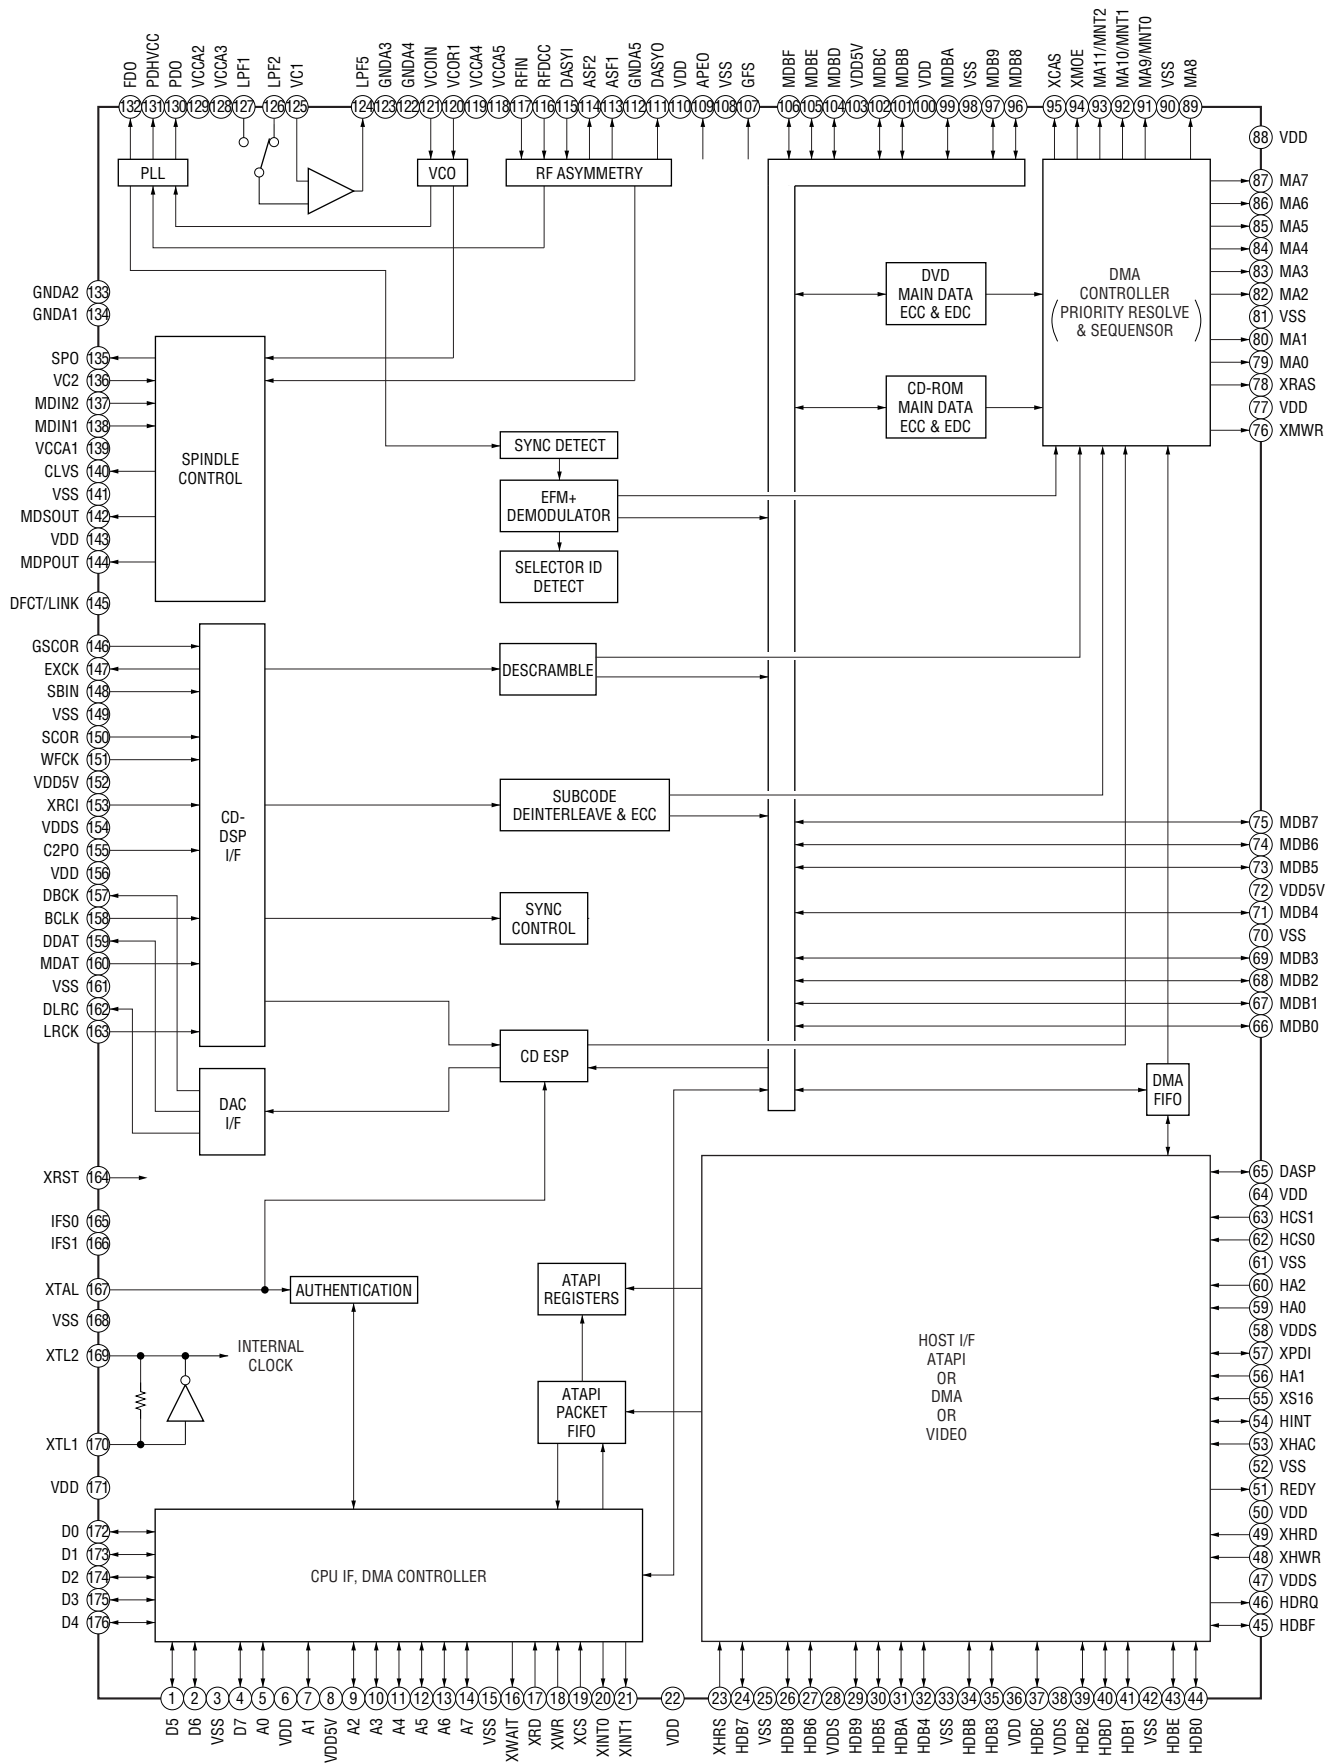 FDO
PDHVCC
PDO
VCCA2
VCCA3
LPF1
LPF2
VC1
LPF5
GNDA3
GNDA4
VCOIN
VCOR1
VCCA4
VCCA5
RFIN
RFDCC
DASYI
ASF2
ASF1
GNDA5
DASYO
VDD
APEO
VSS
GFS
MDBF
MDBE
MDBD
VDD5V
MDBC
MDBB
VDD
MDBA
VSS
MDB9
MDB8
XCAS
XMOE
MA11/MNT2
MA10/MNT1
MA9/MNT0
VSS
MA8
132 131 130 129 128 127 126 125 124 123 122 121 120 119 118 117 116 115 114 113 112 111 110 109 108 107 106 105 104 103 102 101 100 99 98 97 96 95 94 93 92 91 90 89
88 VDD
87 MA7
86 MA6
85 MA5
84 MA4
83 MA3
82 MA2
81 VSS
80 MA1
79 MA0
78 XRAS
77 VDD
76 XMWR
75 MDB7
74 MDB6
73 MDB5
72 VDD5V
71 MDB4
70 VSS
69 MDB3
68 MDB2
67 MDB1
66 MDB0
65 DASP
64 VDD
63 HCS1
62 HCS0
61 VSS
60 HA2
59 HA0
58 VDDS
57 XPDI
56 HA1
55 XS16
54 HINT
53 XHAC
52 VSS
51 REDY
50 VDD
49 XHRD
48 XHWR
47 VDDS
46 HDRQ
45 HDBF
PLL
VCO
RF ASYMMETRY
DVD
MAIN DATA
ECC & EDC
CD-ROM
MAIN DATA
ECC & EDC
DMA
CONTROLLER
(PRIORITY RESOLVE
& SEQUENSOR)
GNDA2 133
GNDA1 134
SPO 135
VC2 136
MDIN2 137
MDIN1 138
VCCA1 139
CLVS 140
VSS 141
MDSOUT 142
VDD 143
MDPOUT 144
DFCT/LINK 145
GSCOR 146
EXCK 147
SBIN 148
VSS 149
SCOR 150
WFCK 151
VDD5V 152
XRCI 153
VDDS 154
C2PO 155
VDD 156
DBCK 157
BCLK 158
DDAT 159
MDAT 160
VSS 161
DLRC 162
LRCK 163
XRST 164
IFS0 165
IFS1 166
XTAL 167
VSS 168
XTL2 169
XTL1 170
VDD 171
D0 172
D1 173
D2 174
D3 175
D4 176
SPINDLE
CONTROL
SYNC DETECT
EFM+
DEMODULATOR
SELECTOR ID
DETECT
CD-
DSP
I/F
DESCRAMBLE
SUBCODE
DEINTERLEAVE & ECC
SYNC
CONTROL
CD ESP
DAC
I/F
DMA
FIFO
AUTHENTICATION
INTERNAL
CLOCK
ATAPI
REGISTERS
ATAPI
PACKET
FIFO
HOST I/F
ATAPI
OR
DMA
OR
VIDEO
CPU IF, DMA CONTROLLER
1 2 3 4 5 6 7 8 9 10 11 12 13 14 15 16 17 18 19 20 21 22 23 24 25 26 27 28 29 30 31 32 33 34 35 36 37 38 39 40 41 42 43 44
D5
D6
VSS
D7
A0
VDD
A1
VDD5V
A2
A3
A4
A5
A6
A7
VSS
XWAIT
XRD
XWR
XCS
XINT0
XINT1
VDD
XHRS
HDB7
VSS
HDB8
HDB6
VDDS
HDB9
HDB5
HDBA
HDB4
VSS
HDBB
HDB3
VDD
HDBC
VDDS
HDB2
HDBD
HDB1
VSS
HDBE
HDB0